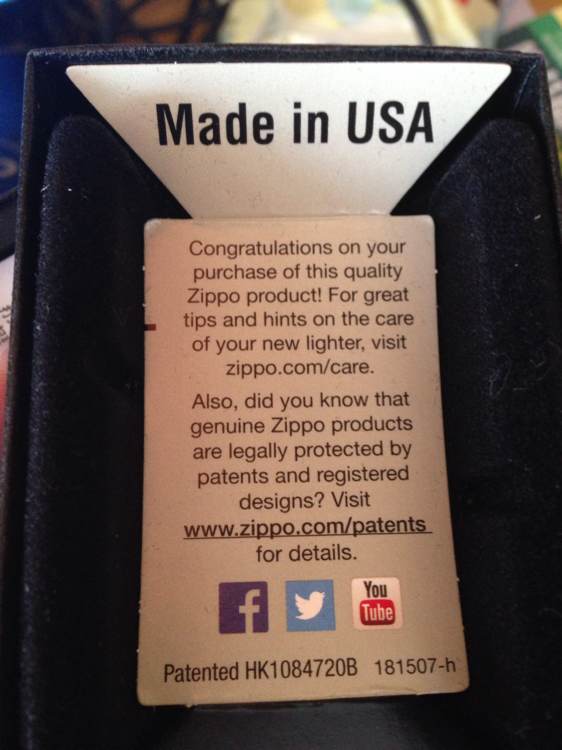 Made in USA
Congratulations on your
purchase of this quality
Zippo product! For great
tips and hints on the care
of your new lighter, visit
zippo.com/care.
Also, did you know that
genuine Zippo products
are legally protected by
patents and registered
designs? Visit
www.zippo.com/patents
for details.
f
You
Tube
Patented HK1084720B 181507-h